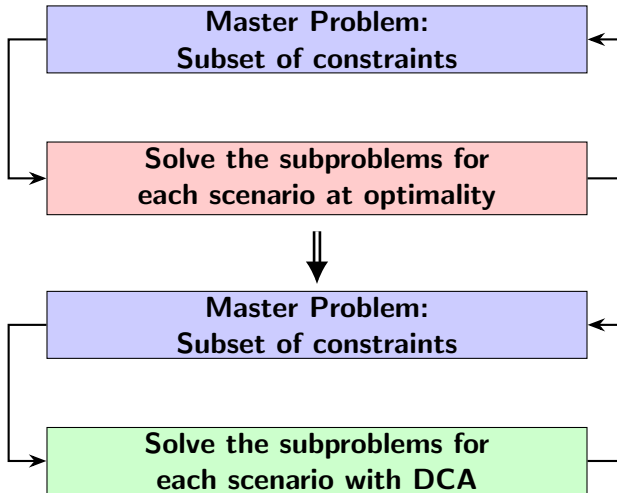 Master Problem:
Subset of constraints
Solve the subproblems for
each scenario at optimality
Master Problem:
Subset of constraints
Solve the subproblems for
each scenario with DCA